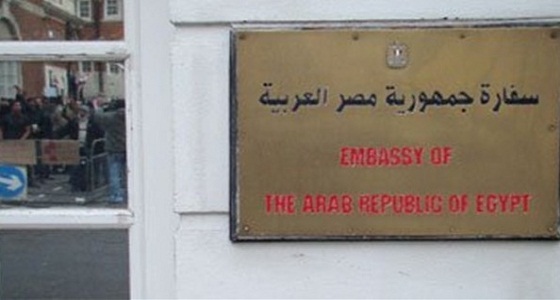 سفارة جمهورية مصر العربية
EMBASSY OF
THE ARAB REPUBLIC OF EGYPT